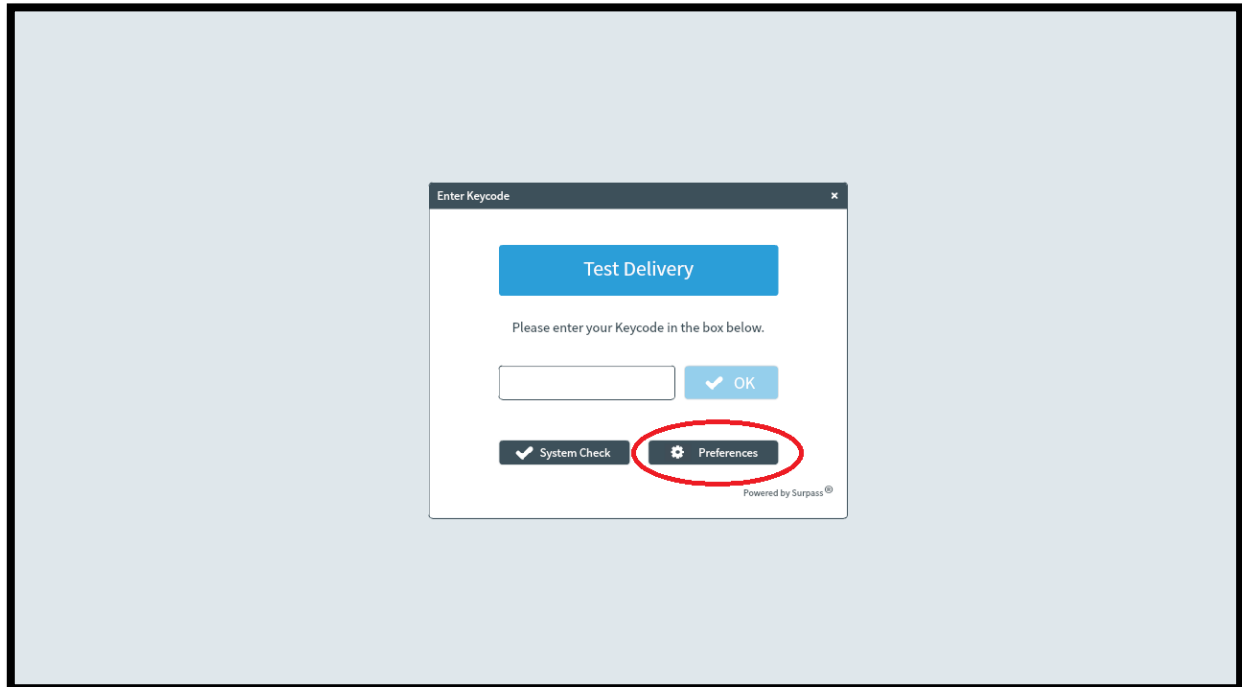 Enter Keycode
Test Delivery
Please enter your Keycode in the box below.
OK
System Check
Preferences
Powered by Surpass®